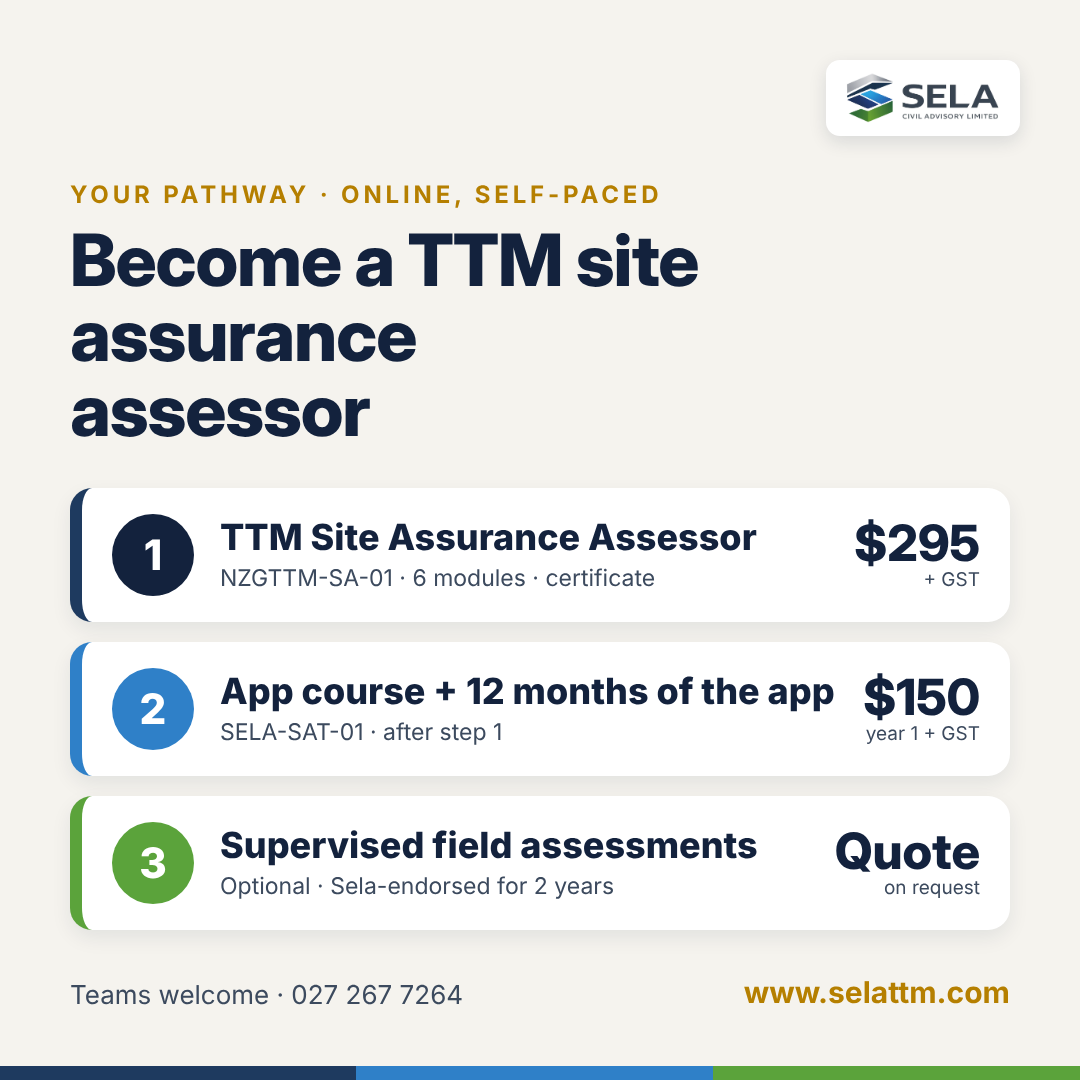 SELA
CIVIL ADVISORY LIMITED
YOUR PATHWAY · ONLINE, SELF-PACED
Become a TTM site
assurance
assessor
1
TTM Site Assurance Assessor
NZGTTM-SA-01 · 6 modules · certificate
$295
+ GST
2
App course + 12 months of the app
SELA-SAT-01 · after step 1
$150
year 1 + GST
3
Supervised field assessments
Optional · Sela-endorsed for 2 years
Quote
on request
Teams welcome · 027 267 7264
www.selattm.com